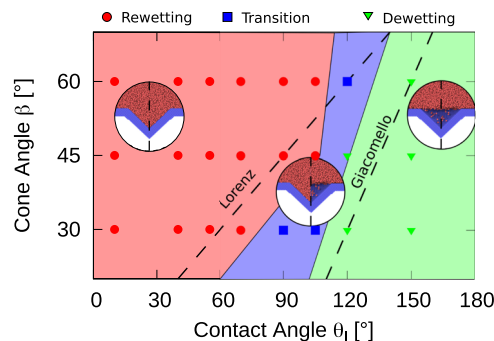 Rewetting Transition Dewetting
Cone Angle β [°]
60
45
30
Lorenz
Giacomello
0 30 60 90 120 150 180
Contact Angle θ_l [°]